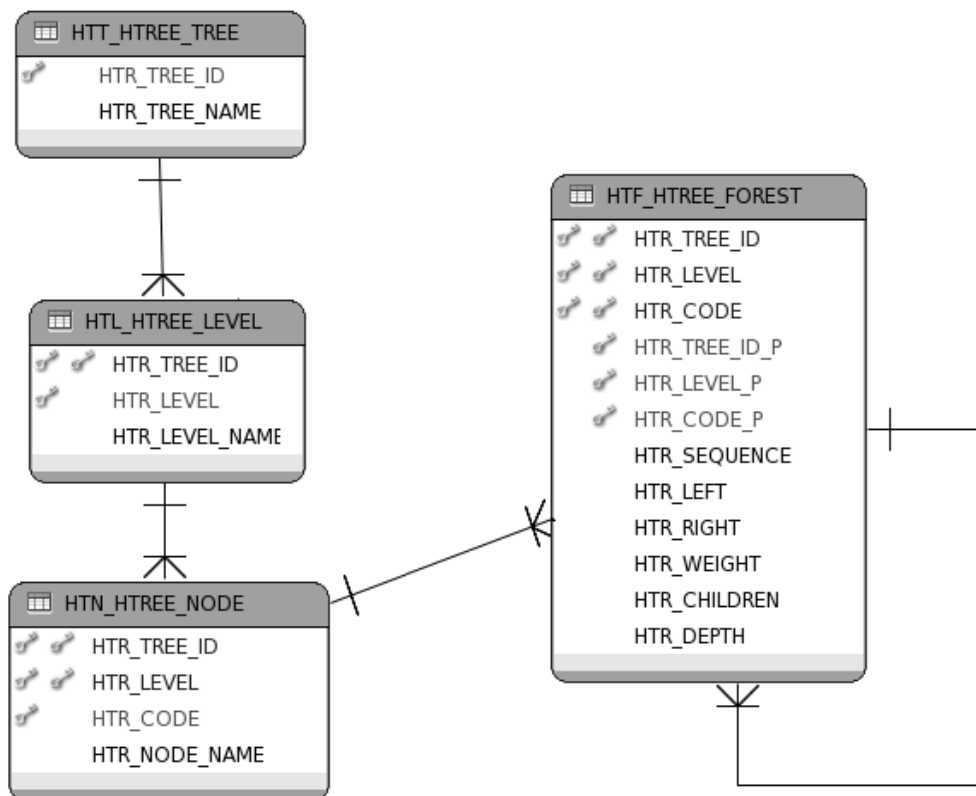 HTT_HTREE_TREE
HTR_TREE_ID
HTR_TREE_NAME
HTL_HTREE_LEVEL
HTR_TREE_ID
HTR_LEVEL
HTR_LEVEL_NAME
HTN_HTREE_NODE
HTR_TREE_ID
HTR_LEVEL
HTR_CODE
HTR_NODE_NAME
HTF_HTREE_FOREST
HTR_TREE_ID
HTR_LEVEL
HTR_CODE
HTR_TREE_ID_P
HTR_LEVEL_P
HTR_CODE_P
HTR_SEQUENCE
HTR_LEFT
HTR_RIGHT
HTR_WEIGHT
HTR_CHILDREN
HTR_DEPTH